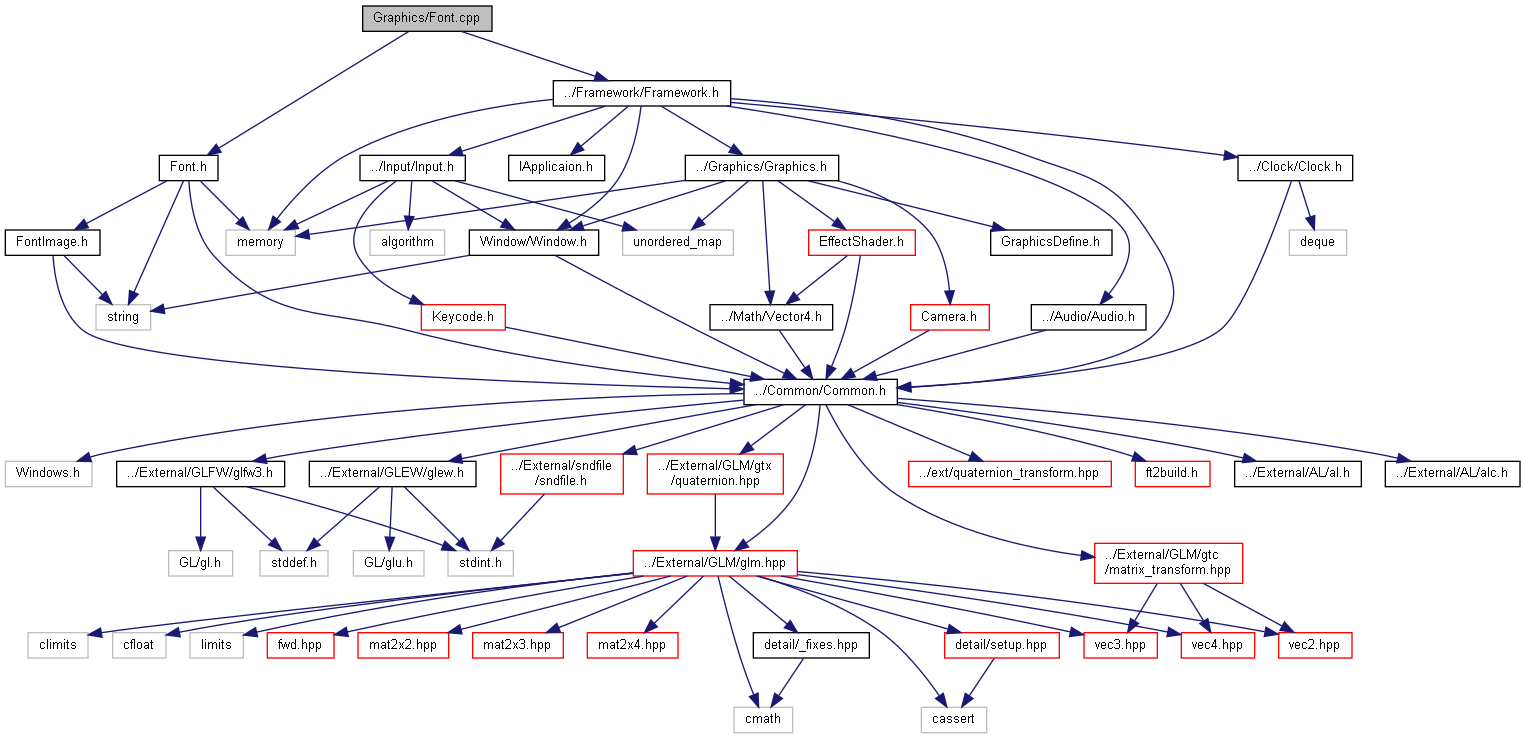 Graphics/Font.cpp
../Framework/Framework.h
Font.h
../Input/Input.h
IApplicaion.h
../Graphics/Graphics.h
../Clock/Clock.h
FontImage.h
memory
algorithm
Window/Window.h
unordered_map
EffectShader.h
GraphicsDefine.h
deque
string
Keycode.h
../Math/Vector4.h
Camera.h
../Audio/Audio.h
../Common/Common.h
Windows.h
../External/GLFW/glfw3.h
../External/GLEW/glew.h
../External/sndfile
/sndfile.h
../External/GLM/gtx
/quaternion.hpp
../ext/quaternion_transform.hpp
ft2build.h
../External/AL/al.h
../External/AL/alc.h
GL/gl.h
stddef.h
GL/glu.h
stdint.h
../External/GLM/glm.hpp
../External/GLM/gtc
/matrix_transform.hpp
climits
cfloat
limits
fwd.hpp
mat2x2.hpp
mat2x3.hpp
mat2x4.hpp
detail/_fixes.hpp
detail/setup.hpp
vec3.hpp
vec4.hpp
vec2.hpp
cmath
cassert